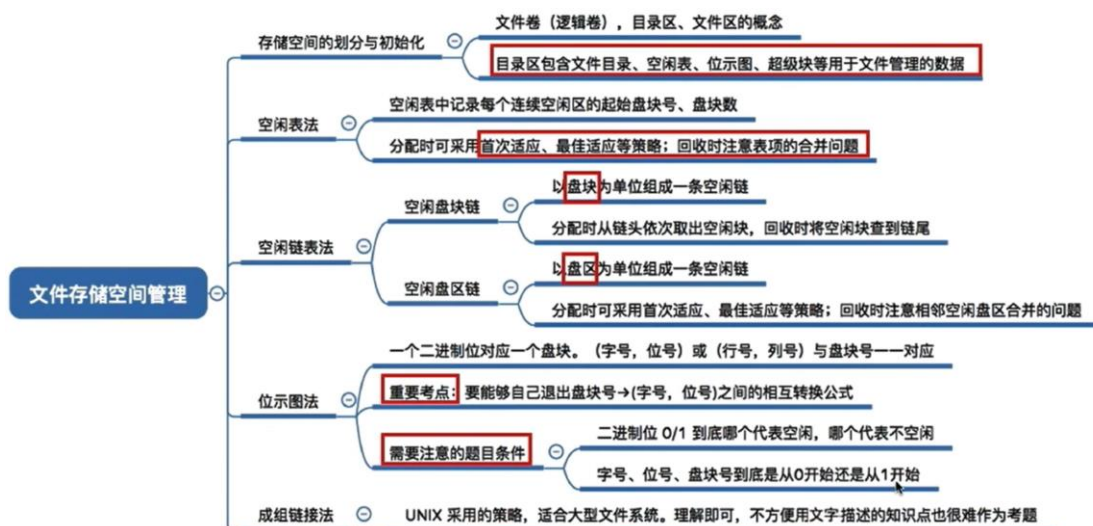 文件卷（逻辑卷），目录区、文件区的概念
存储空间的划分与初始化
目录区包含文件目录、空闲表、位示图、超级块等用于文件管理的数据
空闲表中记录每个连续空闲区的起始盘块号、盘块数
空闲表法
分配时可采用首次适应、最佳适应等策略；回收时注意表项的合并问题
以盘块为单位组成一条空闲链
空闲盘块链
分配时从链头依次取出空闲块，回收时将空闲块查到链尾
空闲链表法
以盘区为单位组成一条空闲链
空闲盘区链
分配时可采用首次适应、最佳适应等策略；回收时注意相邻空闲盘区合并的问题
文件存储空间管理
一个二进制位对应一个盘块。（字号，位号）或（行号，列号）与盘块号一一对应
位示图法
重要考点：要能够自己退出盘块号→(字号，位号)之间的相互转换公式
二进制位 0/1 到底哪个代表空闲，哪个代表不空闲
需要注意的题目条件
字号、位号、盘块号到底是从0开始还是从1开始
成组链接法
UNIX 采用的策略，适合大型文件系统。理解即可，不方便用文字描述的知识点也很难作为考题